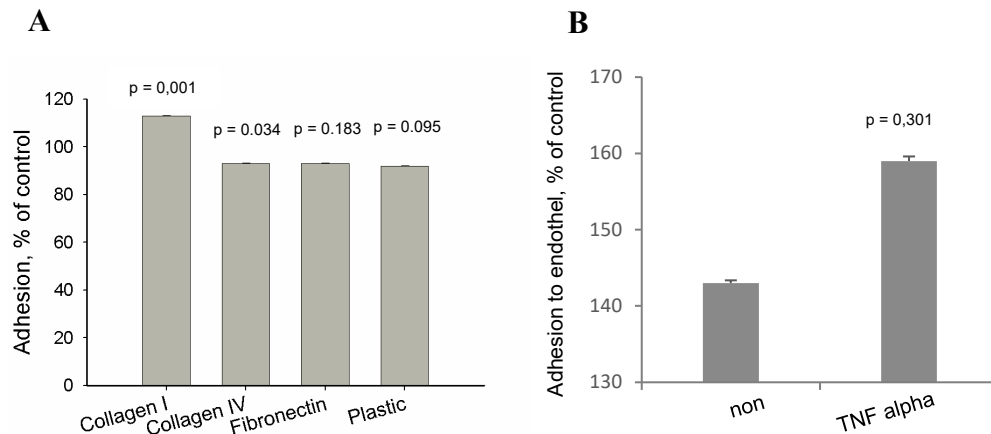 A
Adhesion, % of control
p = 0,001
p = 0.034
p = 0.183
p = 0.095
120
100
80
60
40
20
0
Collagen I
Collagen IV
Fibronectin
Plastic
B
Adhesion to endothel, % of control
170
160
150
140
130
p = 0,301
non
TNF alpha